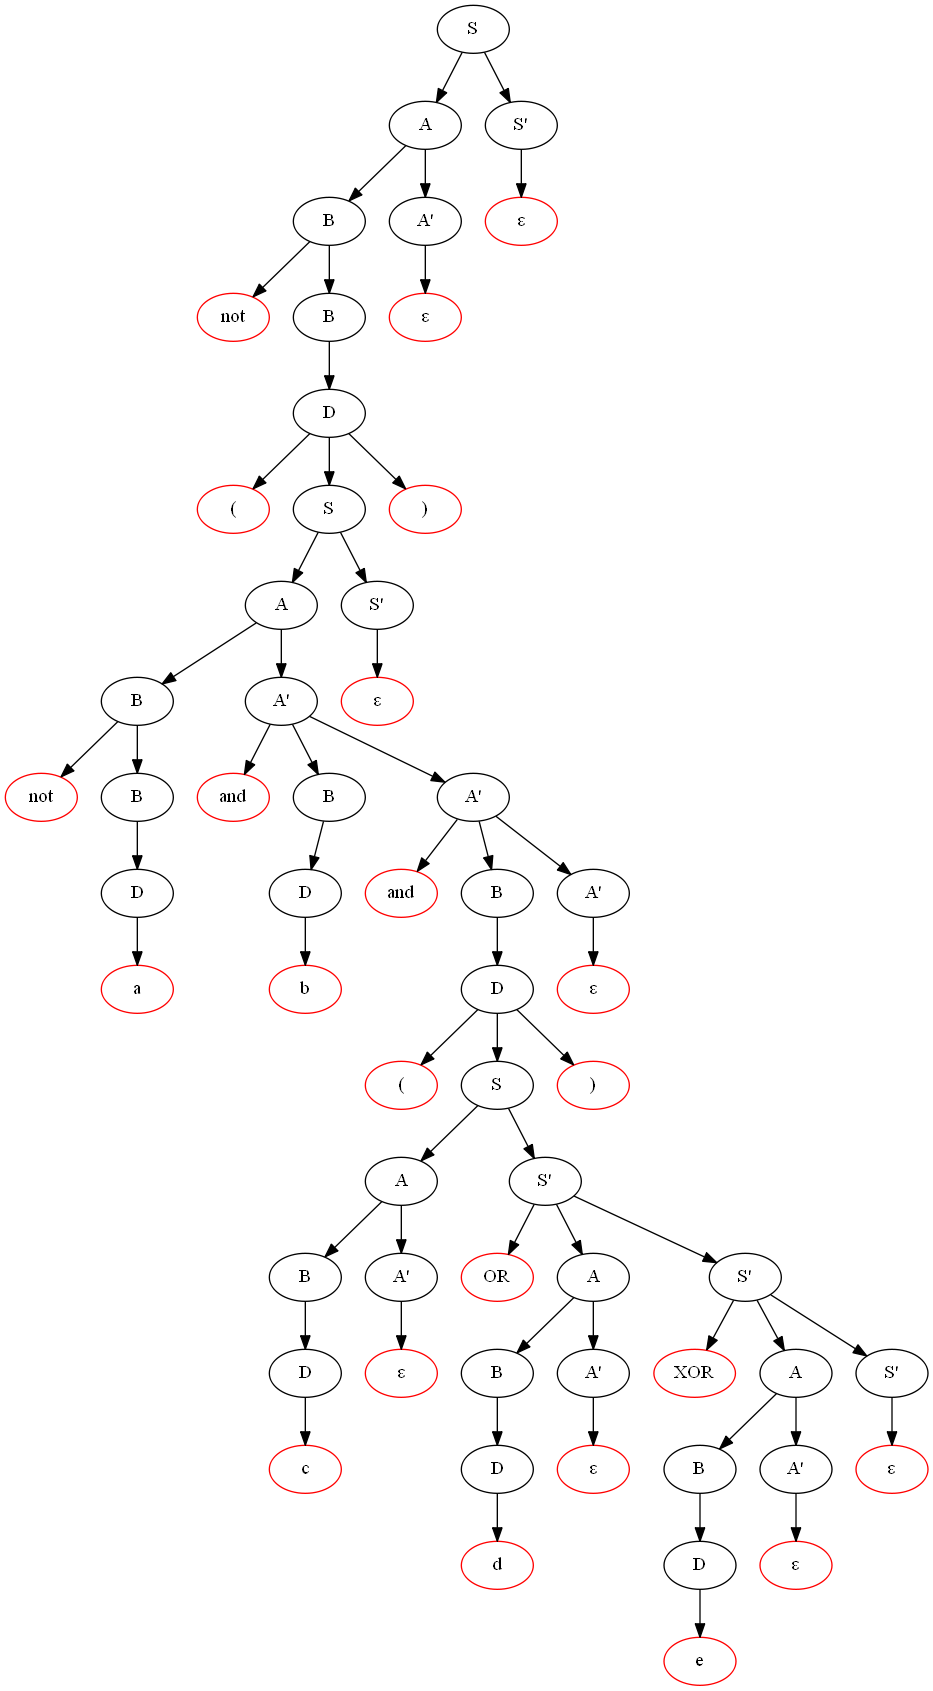 S
A S'
B A' ε
not B ε
D
( S )
A S'
B A' ε
not B and B A'
D D and B A'
a b D ε
( S )
A S'
B A' OR A S'
D ε B A' XOR A S'
c D ε B A' ε
d D ε
e